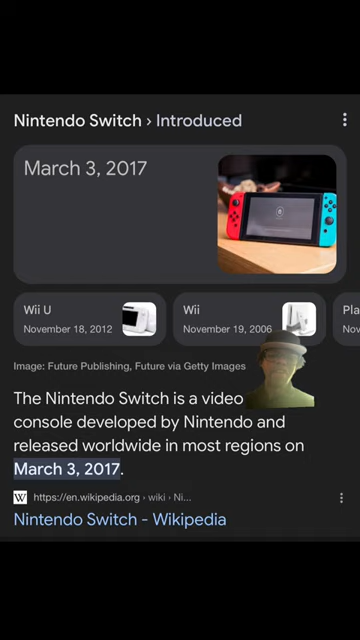 Nintendo Switch › Introduced
March 3, 2017
Wii U
November 18, 2012
Wii
November 19, 2006
Pla
Nov
Image: Future Publishing, Future via Getty Images
The Nintendo Switch is a video
console developed by Nintendo and
released worldwide in most regions on
March 3, 2017.
W https://en.wikipedia.org › wiki › Ni...
Nintendo Switch - Wikipedia